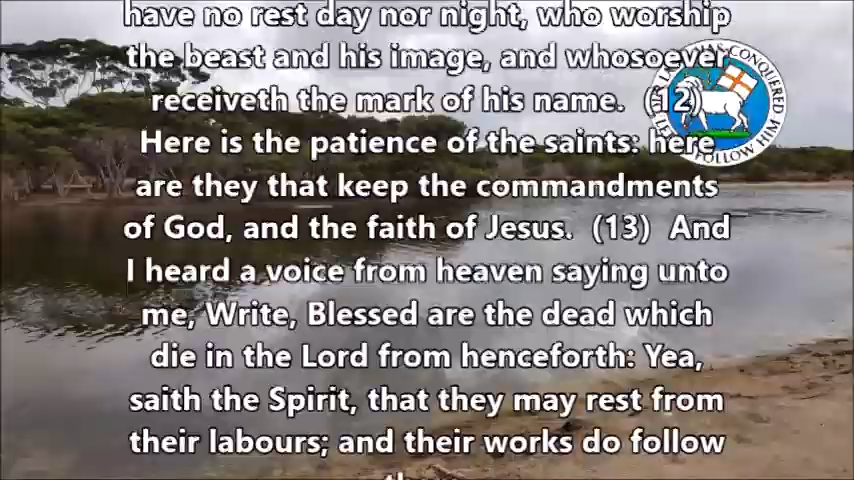 have no rest day nor night, who worship
the beast and his image, and whosoever
receiveth the mark of his name. (12)
Here is the patience of the saints: here
are they that keep the commandments
of God, and the faith of Jesus. (13) And
I heard a voice from heaven saying unto
me, Write, Blessed are the dead which
die in the Lord from henceforth: Yea,
saith the Spirit, that they may rest from
their labours; and their works do follow
CONQUERED
FOLLOW HIM